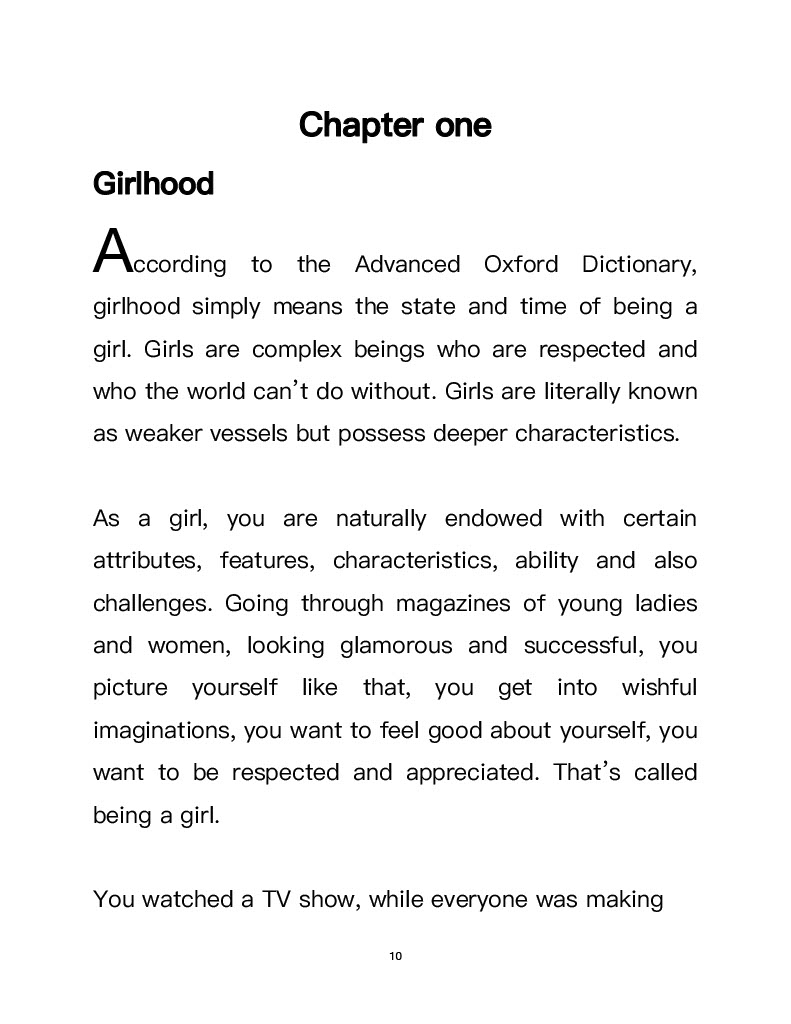 Chapter one
Girlhood
According to the Advanced Oxford Dictionary,
girlhood simply means the state and time of being a
girl. Girls are complex beings who are respected and
who the world can’t do without. Girls are literally known
as weaker vessels but possess deeper characteristics.
As a girl, you are naturally endowed with certain
attributes, features, characteristics, ability and also
challenges. Going through magazines of young ladies
and women, looking glamorous and successful, you
picture yourself like that, you get into wishful
imaginations, you want to feel good about yourself, you
want to be respected and appreciated. That’s called
being a girl.
You watched a TV show, while everyone was making
10